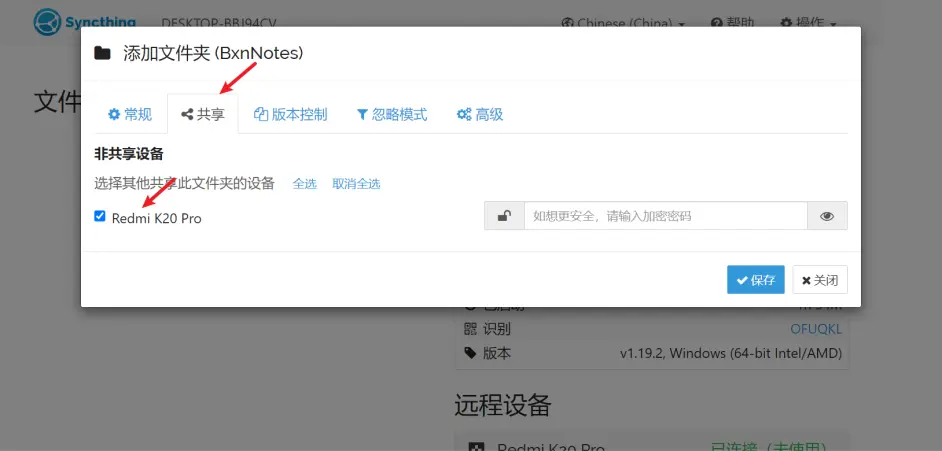 Syncthing DESKTOP-BBJ94CV Chinese (China) 帮助 操作
添加文件夹 (BxnNotes)
文件
常规 共享 版本控制 忽略模式 高级
非共享设备
选择其他共享此文件夹的设备 全选 取消全选
Redmi K20 Pro 如想更安全，请输入加密密码
保存 关闭
识别 OFUQKL
版本 v1.19.2, Windows (64-bit Intel/AMD)
远程设备
Redmi K20 Pro 已连接（未使用）